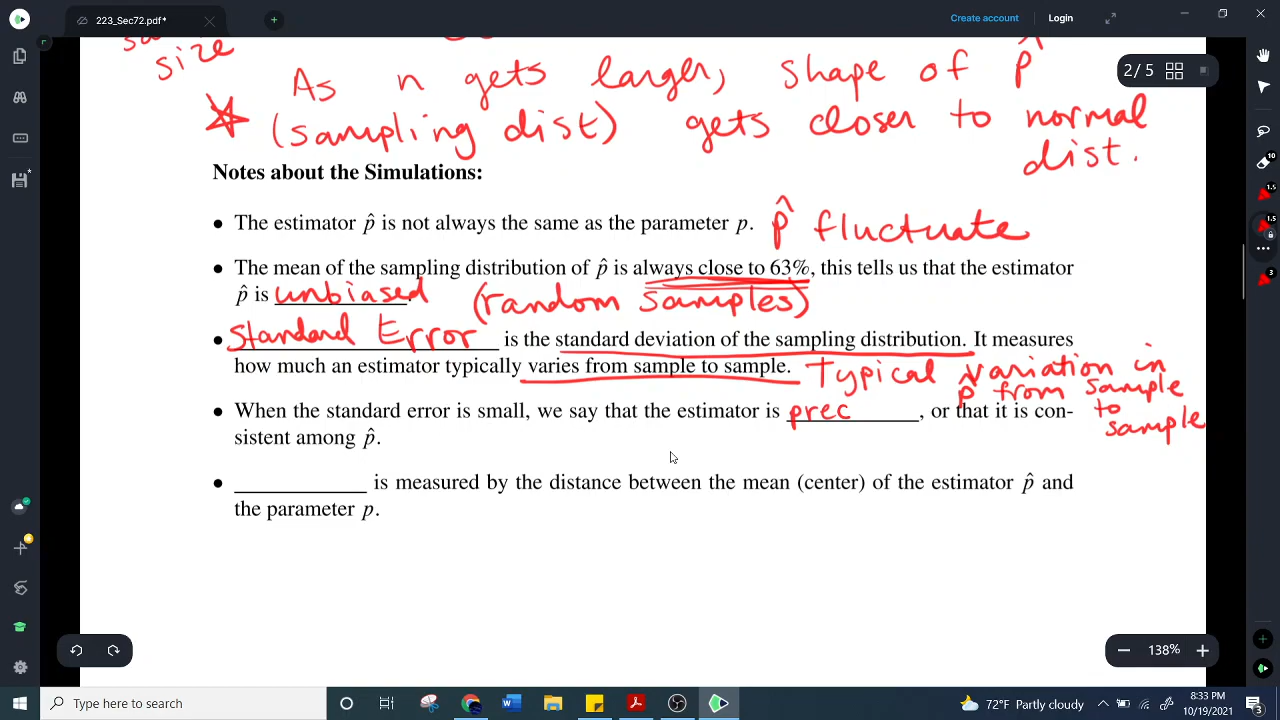 223_Sec72.pdf*
Create account
Login
size
As n gets larger, shape of p̂
(sampling dist) gets closer to normal
dist.
2/5
Notes about the Simulations:
• The estimator p̂ is not always the same as the parameter p. p̂ fluctuate
• The mean of the sampling distribution of p̂ is always close to 63%, this tells us that the estimator
p̂ is unbiased. (random samples)
• Standard Error is the standard deviation of the sampling distribution. It measures
how much an estimator typically varies from sample to sample. Typical variation in
p̂ from sample
to
sample
• When the standard error is small, we say that the estimator is prec, or that it is con-
sistent among p̂.
• is measured by the distance between the mean (center) of the estimator p̂ and
the parameter p.
138%
Type here to search
72°F Partly cloudy
8:33 PM
10/19/2021
10
1.5
1.5
3
3